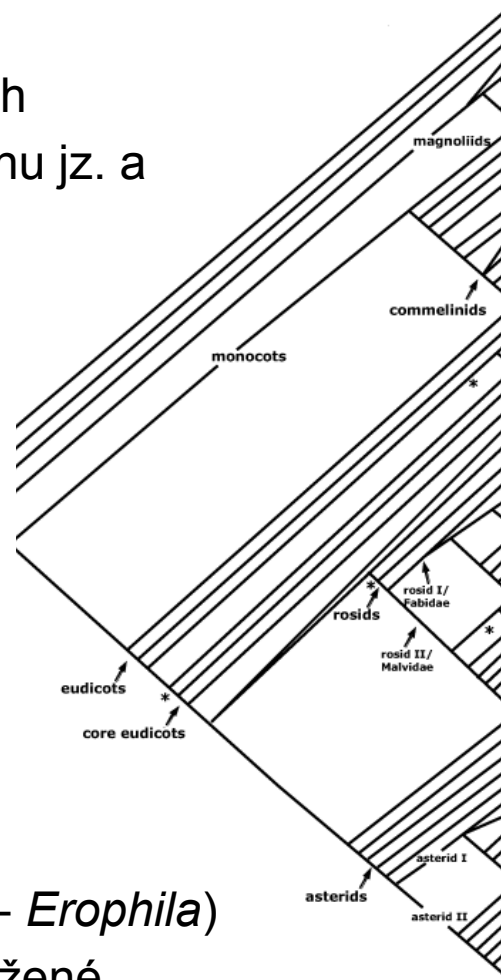 h
nu jz. a
magnoliids
commelinids
monocots
*
*
rosid I/
Fabidae
rosids
*
rosid II/
Malvidae
eudicots
*
core eudicots
asterid I
asterids
asterid II
- Erophila)
žené